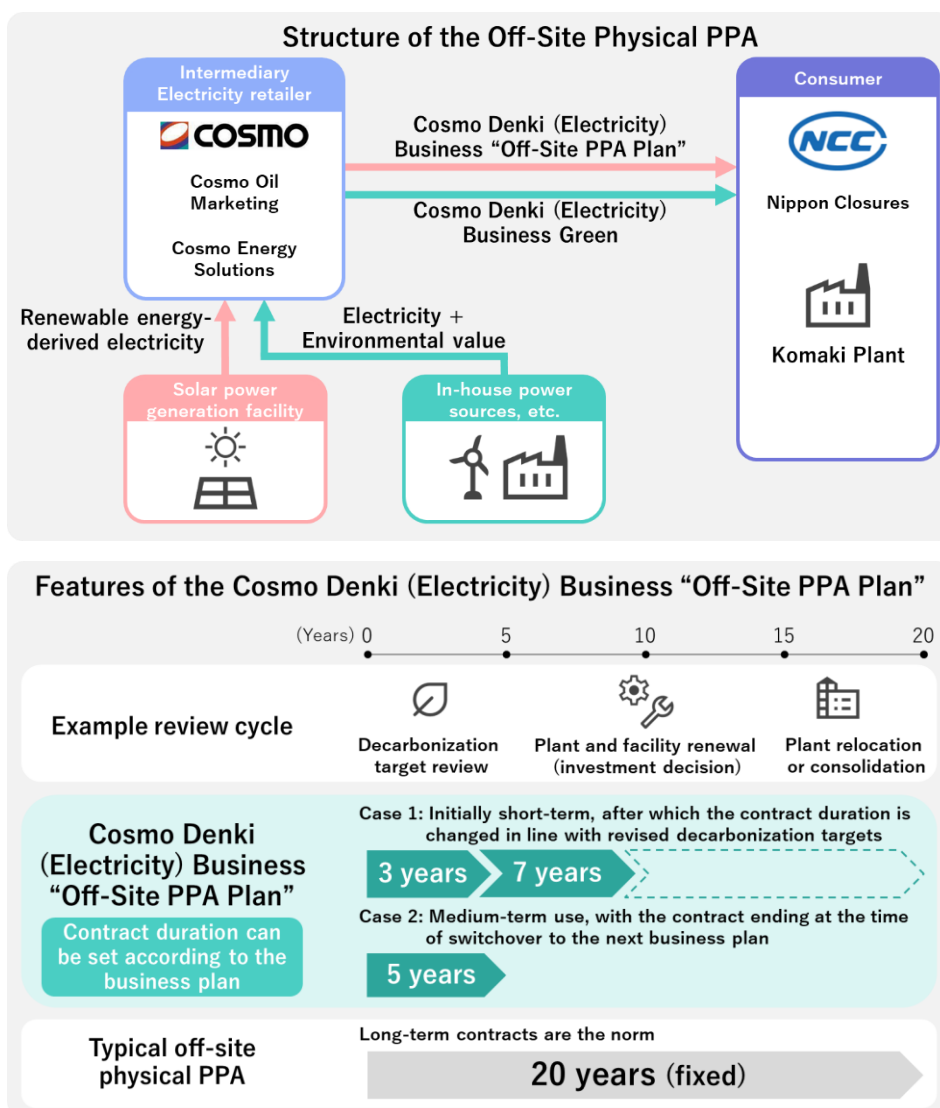 Structure of the Off-Site Physical PPA
Intermediary
Electricity retailer
COSMO
Cosmo Oil
Marketing
Cosmo Energy
Solutions
Cosmo Denki (Electricity)
Business “Off-Site PPA Plan”
Cosmo Denki (Electricity)
Business Green
Consumer
NCC
Nippon Closures
Komaki Plant
Renewable energy-
derived electricity
Electricity +
Environmental value
Solar power
generation facility
In-house power
sources, etc.
Features of the Cosmo Denki (Electricity) Business “Off-Site PPA Plan”
(Years) 0 5 10 15 20
Example review cycle
Decarbonization
target review
Plant and facility renewal
(investment decision)
Plant relocation
or consolidation
Cosmo Denki
(Electricity) Business
“Off-Site PPA Plan”
Contract duration can
be set according to the
business plan
Case 1: Initially short-term, after which the contract duration is
changed in line with revised decarbonization targets
3 years 7 years
Case 2: Medium-term use, with the contract ending at the time
of switchover to the next business plan
5 years
Typical off-site
physical PPA
Long-term contracts are the norm
20 years (fixed)